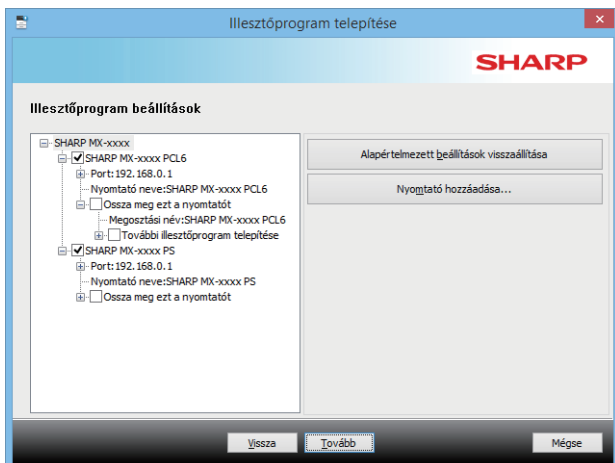 Illesztőprogram telepítése
SHARP
Illesztőprogram beállítások
SHARP MX-xxxx
SHARP MX-xxxx PCL6
Port:192.168.0.1
Nyomtató neve:SHARP MX-xxxx PCL6
Ossza meg ezt a nyomtatót
Megosztási név:SHARP MX-xxxx PCL6
További illesztőprogram telepítése
SHARP MX-xxxx PS
Port:192.168.0.1
Nyomtató neve:SHARP MX-xxxx PS
Ossza meg ezt a nyomtatót
Alapértelmezett beállítások visszaállítása
Nyomtató hozzáadása...
Vissza
Tovább
Mégse